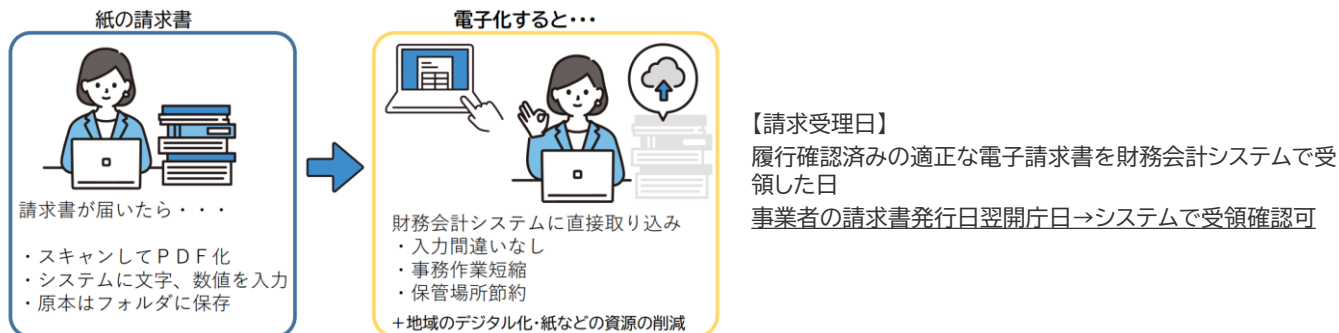 紙の請求書
請求書が届いたら・・・
・スキャンしてＰＤＦ化
・システムに文字、数値を入力
・原本はフォルダに保存
電子化すると・・・
財務会計システムに直接取り込み
・入力間違いなし
・事務作業短縮
・保管場所節約
＋地域のデジタル化・紙などの資源の削減
【請求受理日】
履行確認済みの適正な電子請求書を財務会計システムで受
領した日
事業者の請求書発行日翌開庁日→システムで受領確認可